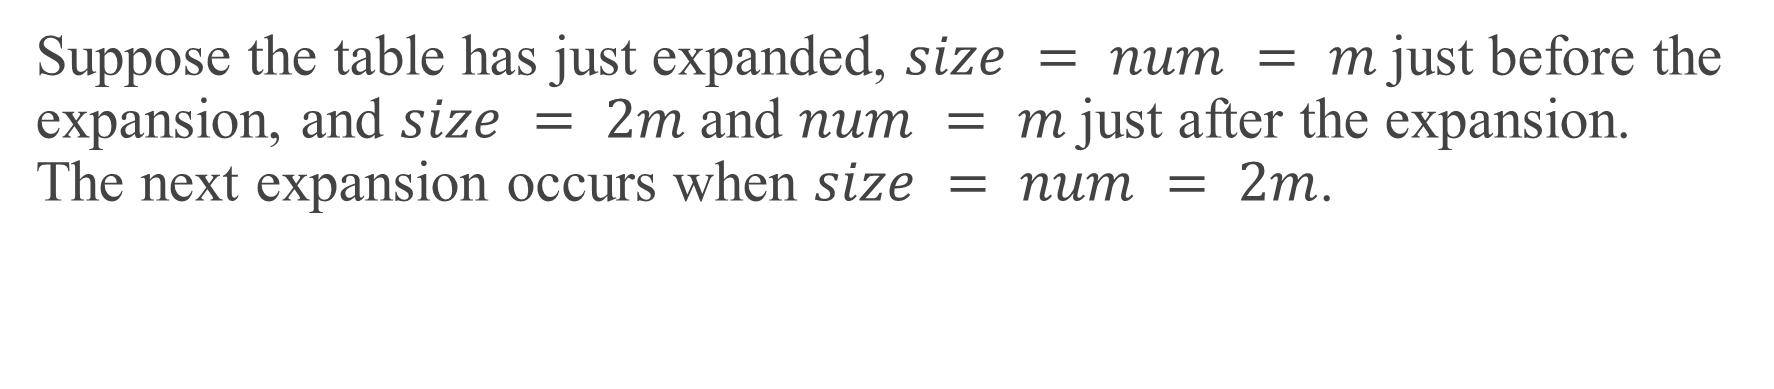 Suppose the table has just expanded, size = num = m just before the
expansion, and size = 2m and num = m just after the expansion.
The next expansion occurs when size = num = 2m.